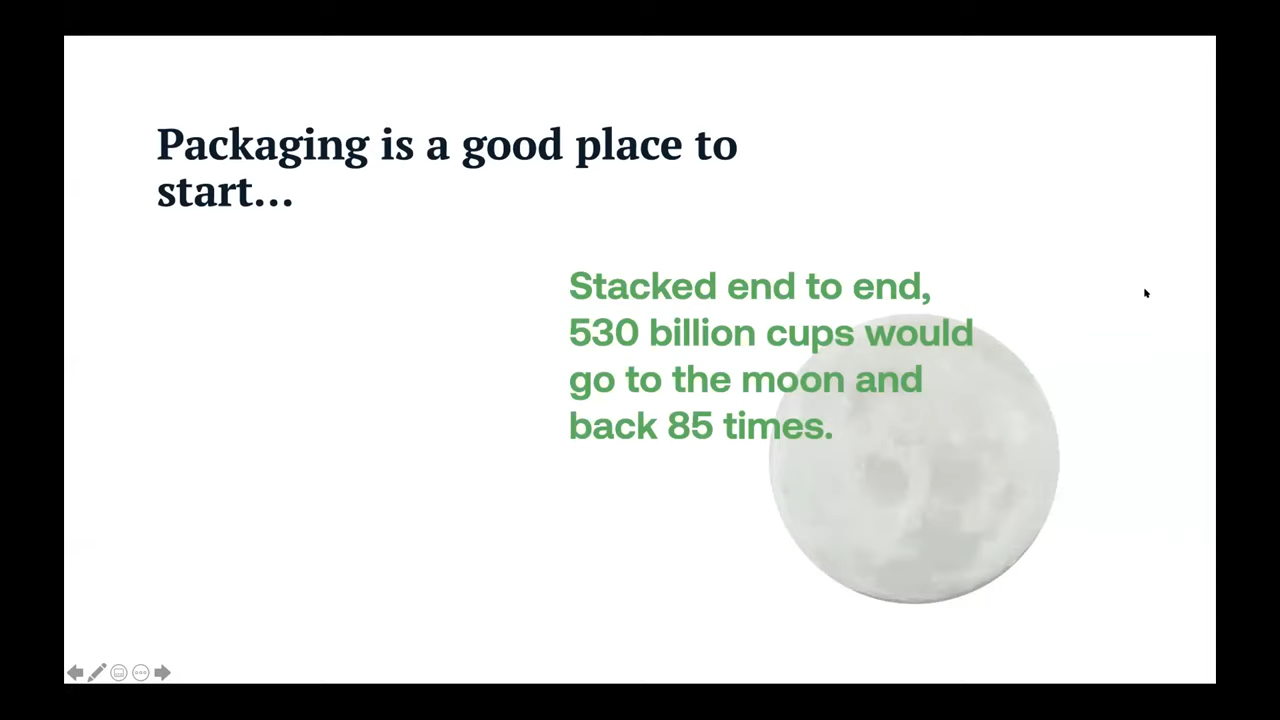 Packaging is a good place to
start...
Stacked end to end,
530 billion cups would
go to the moon and
back 85 times.